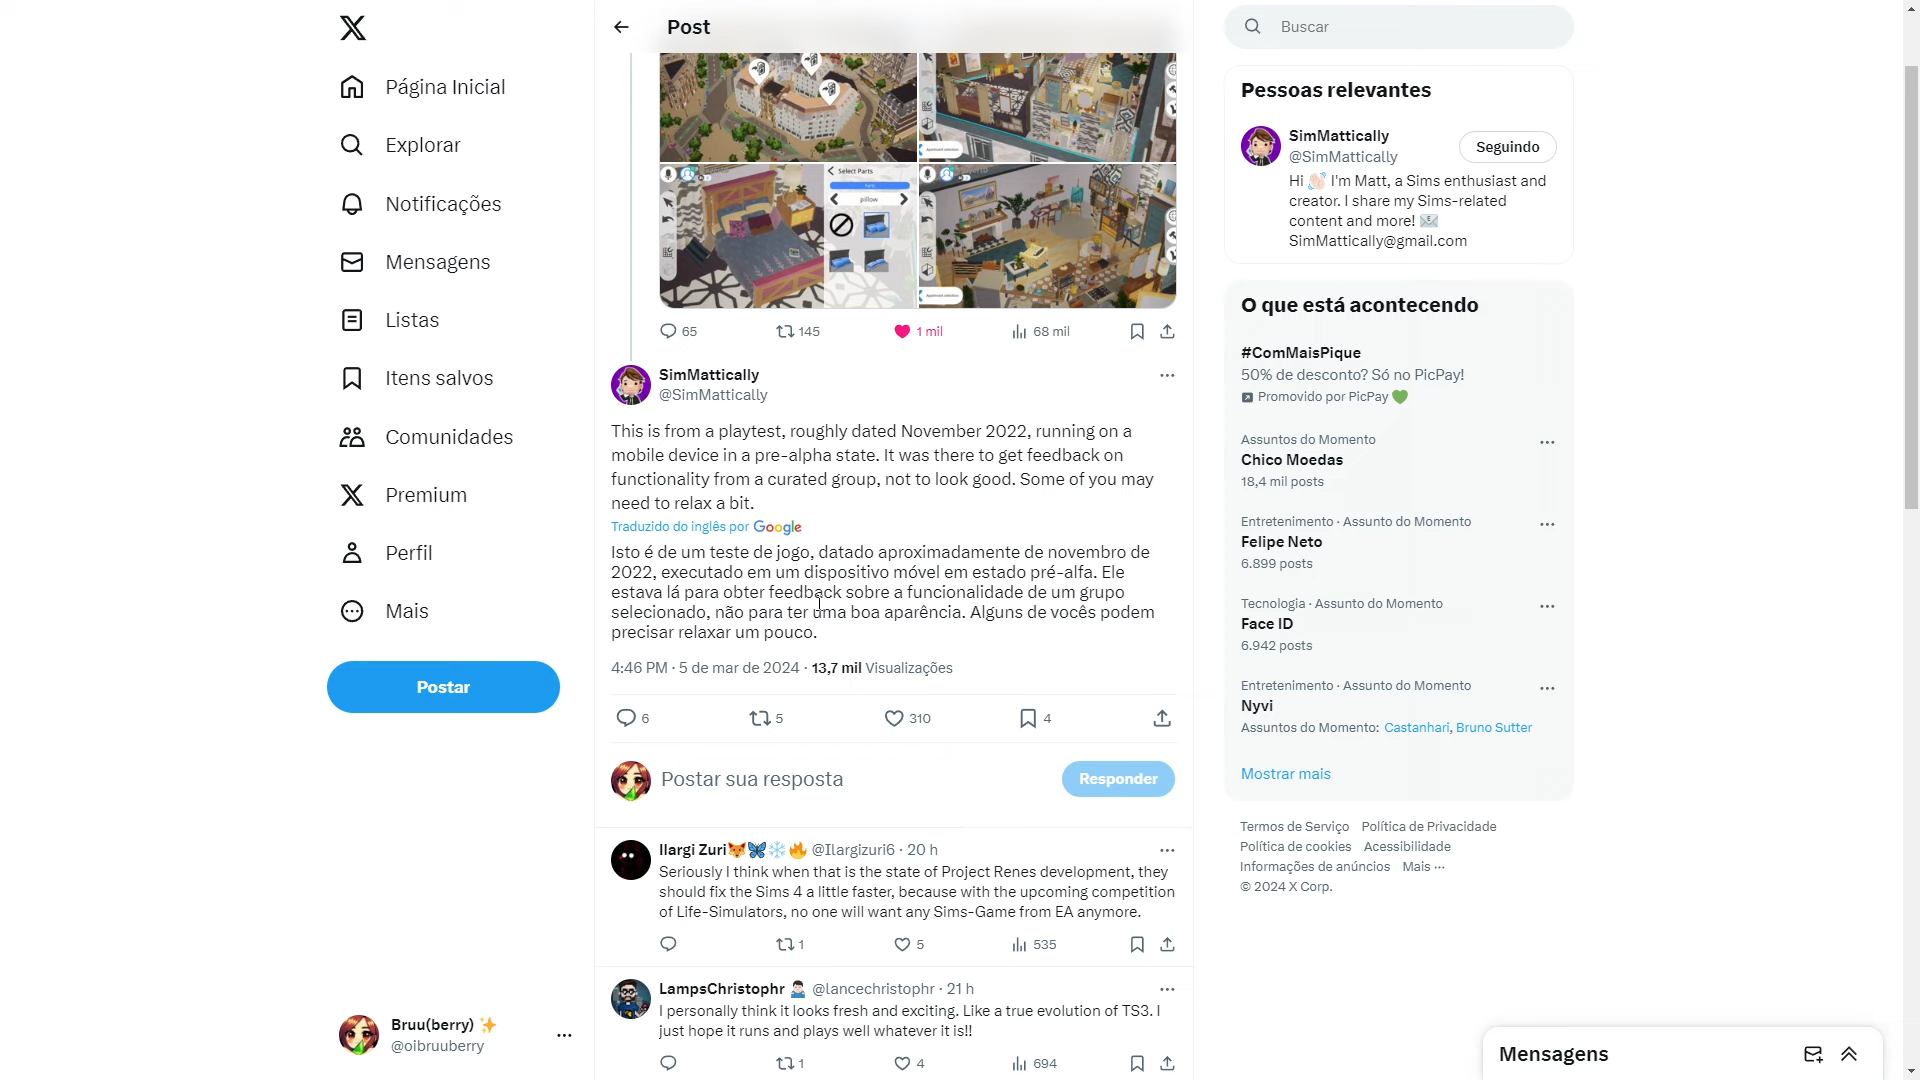 Post
Buscar
Página Inicial
Explorar
Notificações
Mensagens
Listas
Itens salvos
Comunidades
Premium
Perfil
Mais
Postar
Bruu(berry)
@oibruuberry
Select Parts
pillow
65
145
1 mil
68 mil
SimMattically
@SimMattically
This is from a playtest, roughly dated November 2022, running on a
mobile device in a pre-alpha state. It was there to get feedback on
functionality from a curated group, not to look good. Some of you may
need to relax a bit.
Traduzido do inglês por Google
Isto é de um teste de jogo, datado aproximadamente de novembro de
2022, executado em um dispositivo móvel em estado pré-alfa. Ele
estava lá para obter feedback sobre a funcionalidade de um grupo
selecionado, não para ter uma boa aparência. Alguns de vocês podem
precisar relaxar um pouco.
4:46 PM · 5 de mar de 2024 · 13,7 mil Visualizações
6
5
310
4
Postar sua resposta
Responder
Ilargi Zuri🦊🦋❄️🔥 @Ilargizuri6 · 20 h
Seriously I think when that is the state of Project Renes development, they
should fix the Sims 4 a little faster, because with the upcoming competition
of Life-Simulators, no one will want any Sims-Game from EA anymore.
1
5
535
LampsChristophr @lancechristophr · 21 h
I personally think it looks fresh and exciting. Like a true evolution of TS3. I
just hope it runs and plays well whatever it is!!
1
4
694
Pessoas relevantes
SimMattically
@SimMattically
Seguindo
Hi 👋🏻 I'm Matt, a Sims enthusiast and
creator. I share my Sims-related
content and more! 📧
SimMattically@gmail.com
O que está acontecendo
#ComMaisPique
50% de desconto? Só no PicPay!
Promovido por PicPay 💚
Assuntos do Momento
Chico Moedas
18,4 mil posts
Entretenimento · Assunto do Momento
Felipe Neto
6.899 posts
Tecnologia · Assunto do Momento
Face ID
6.942 posts
Entretenimento · Assunto do Momento
Nyvi
Assuntos do Momento: Castanhari, Bruno Sutter
Mostrar mais
Termos de Serviço Política de Privacidade
Política de cookies Acessibilidade
Informações de anúncios Mais ···
© 2024 X Corp.
Mensagens